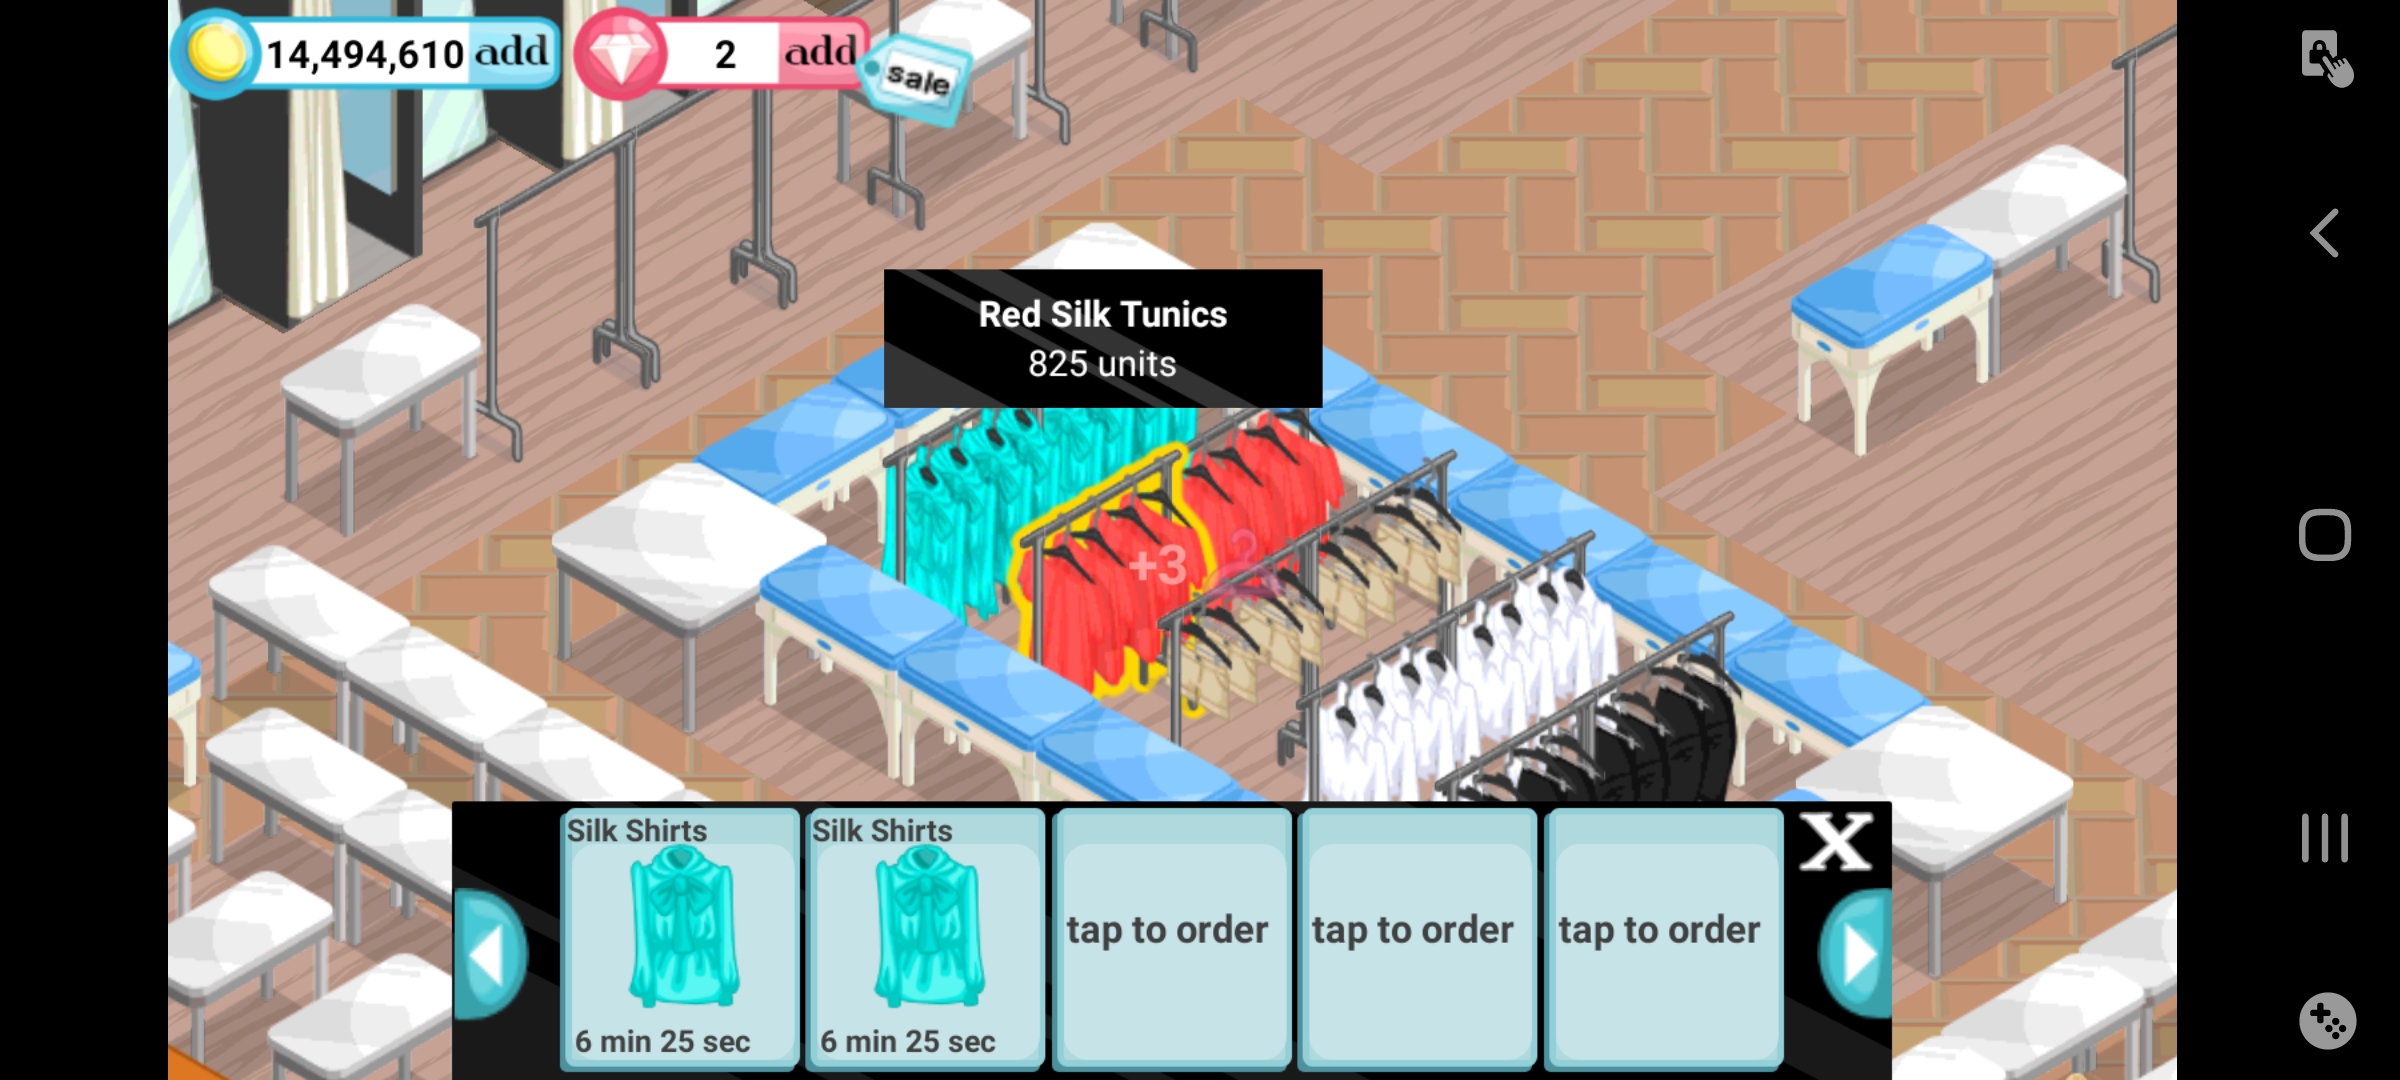 14,494,610 add
2 add
sale
Red Silk Tunics
825 units
+3
Silk Shirts
6 min 25 sec
Silk Shirts
6 min 25 sec
tap to order
tap to order
tap to order
X